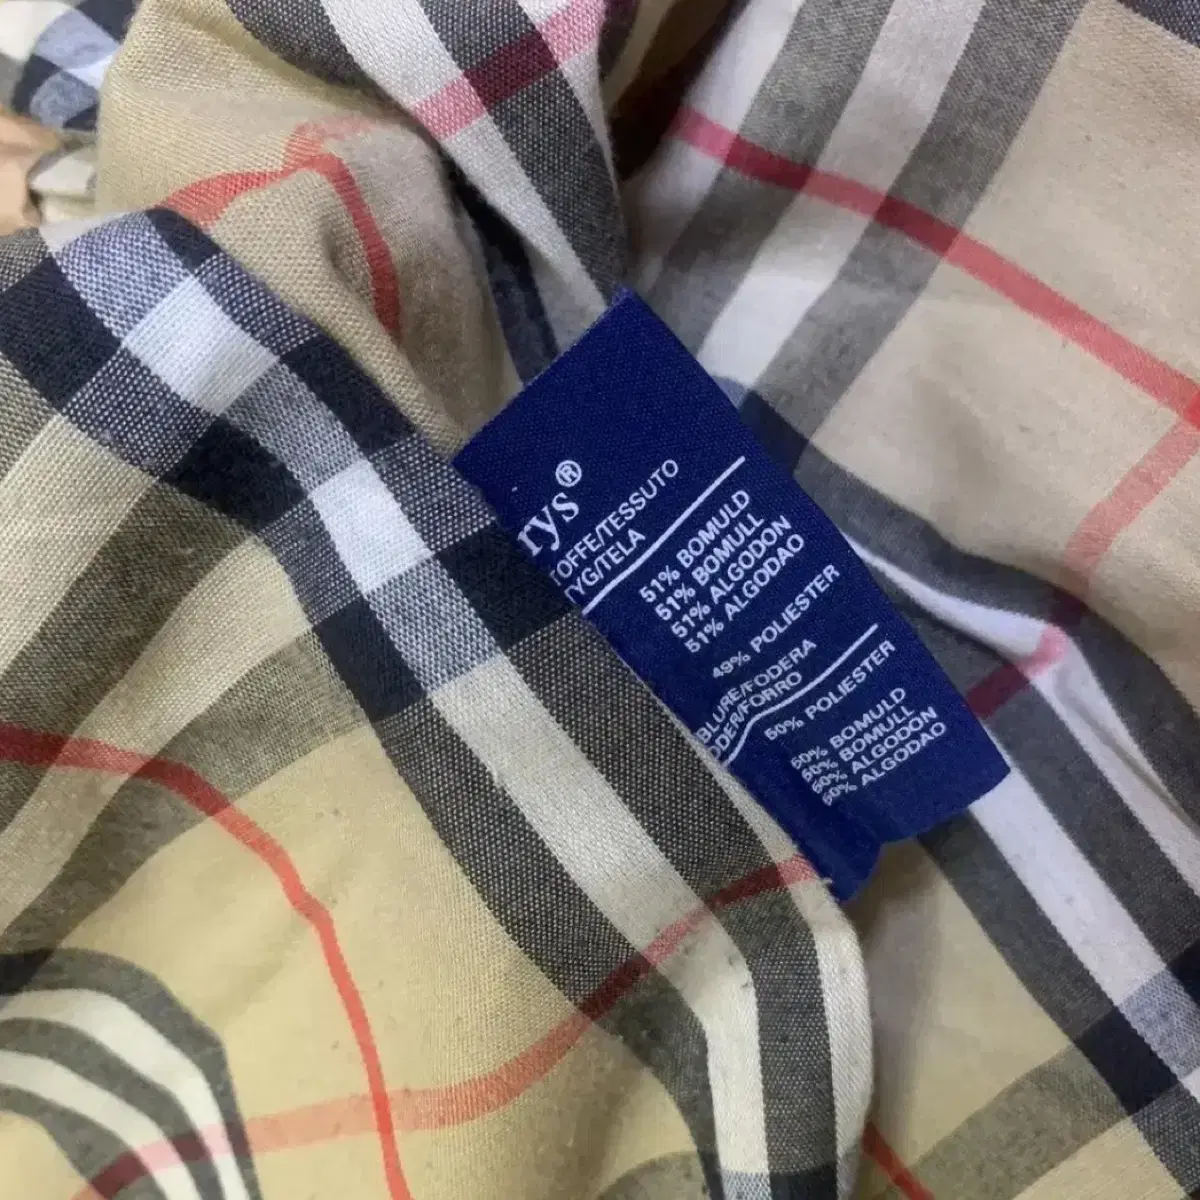 rys®
TOFFE/TESSUTO
TYG/TELA
51% BOMULD
51% BOMULL
51% ALGODON
51% ALGODAO
49% POLIESTER
BLURE/FODERA
ODER/FORRO
50% POLIESTER
50% BOMULD
50% BOMULL
50% ALGODON
50% ALGODAO